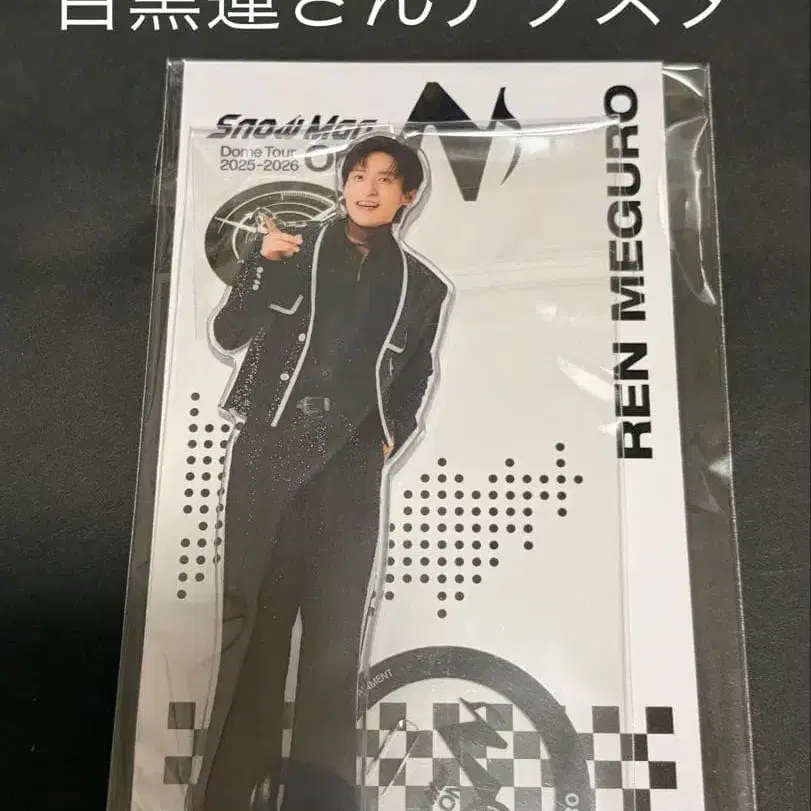 目黒蓮さんアクスタ
Snow Man
Dome Tour
2025-2026
REN MEGURO